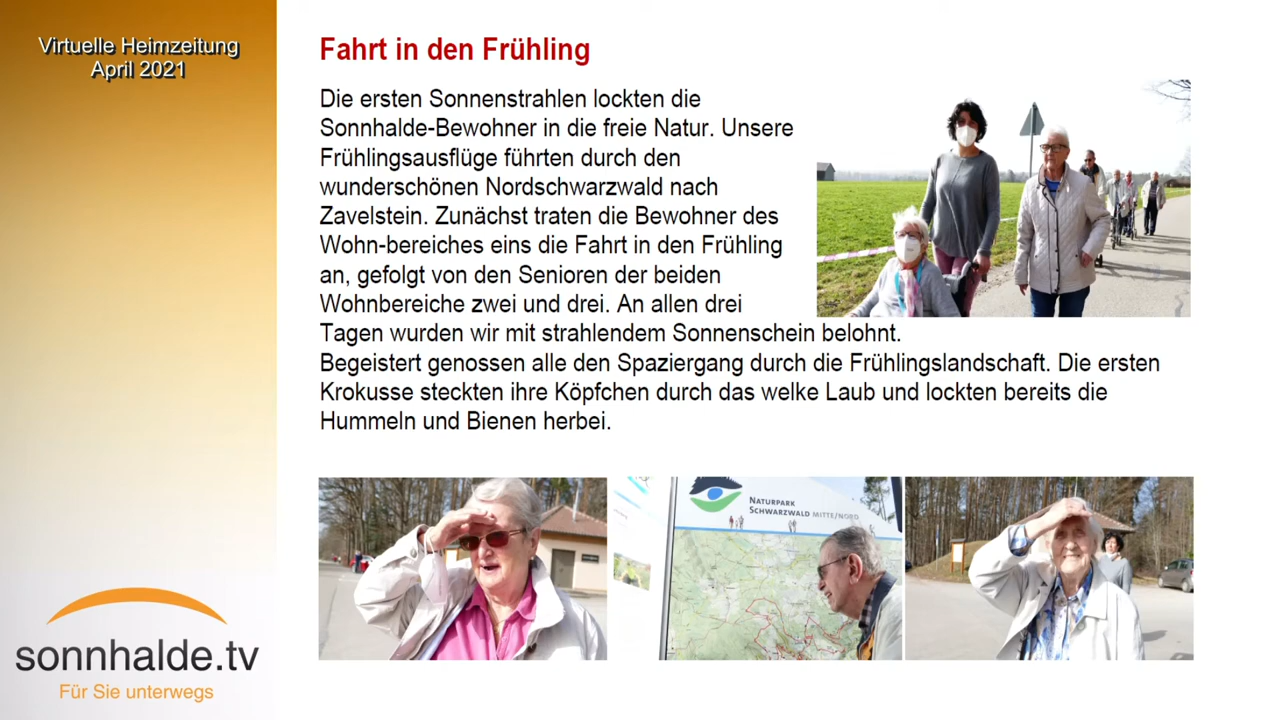 Virtuelle Heimzeitung
April 2021
Fahrt in den Frühling
Die ersten Sonnenstrahlen lockten die
Sonnhalde-Bewohner in die freie Natur. Unsere
Frühlingsausflüge führten durch den
wunderschönen Nordschwarzwald nach
Zavelstein. Zunächst traten die Bewohner des
Wohn-bereiches eins die Fahrt in den Frühling
an, gefolgt von den Senioren der beiden
Wohnbereiche zwei und drei. An allen drei
Tagen wurden wir mit strahlendem Sonnenschein belohnt.
Begeistert genossen alle den Spaziergang durch die Frühlingslandschaft. Die ersten
Krokusse steckten ihre Köpfchen durch das welke Laub und lockten bereits die
Hummeln und Bienen herbei.
NATURPARK
SCHWARZWALD MITTE/NORD
sonnhalde.tv
Für Sie unterwegs